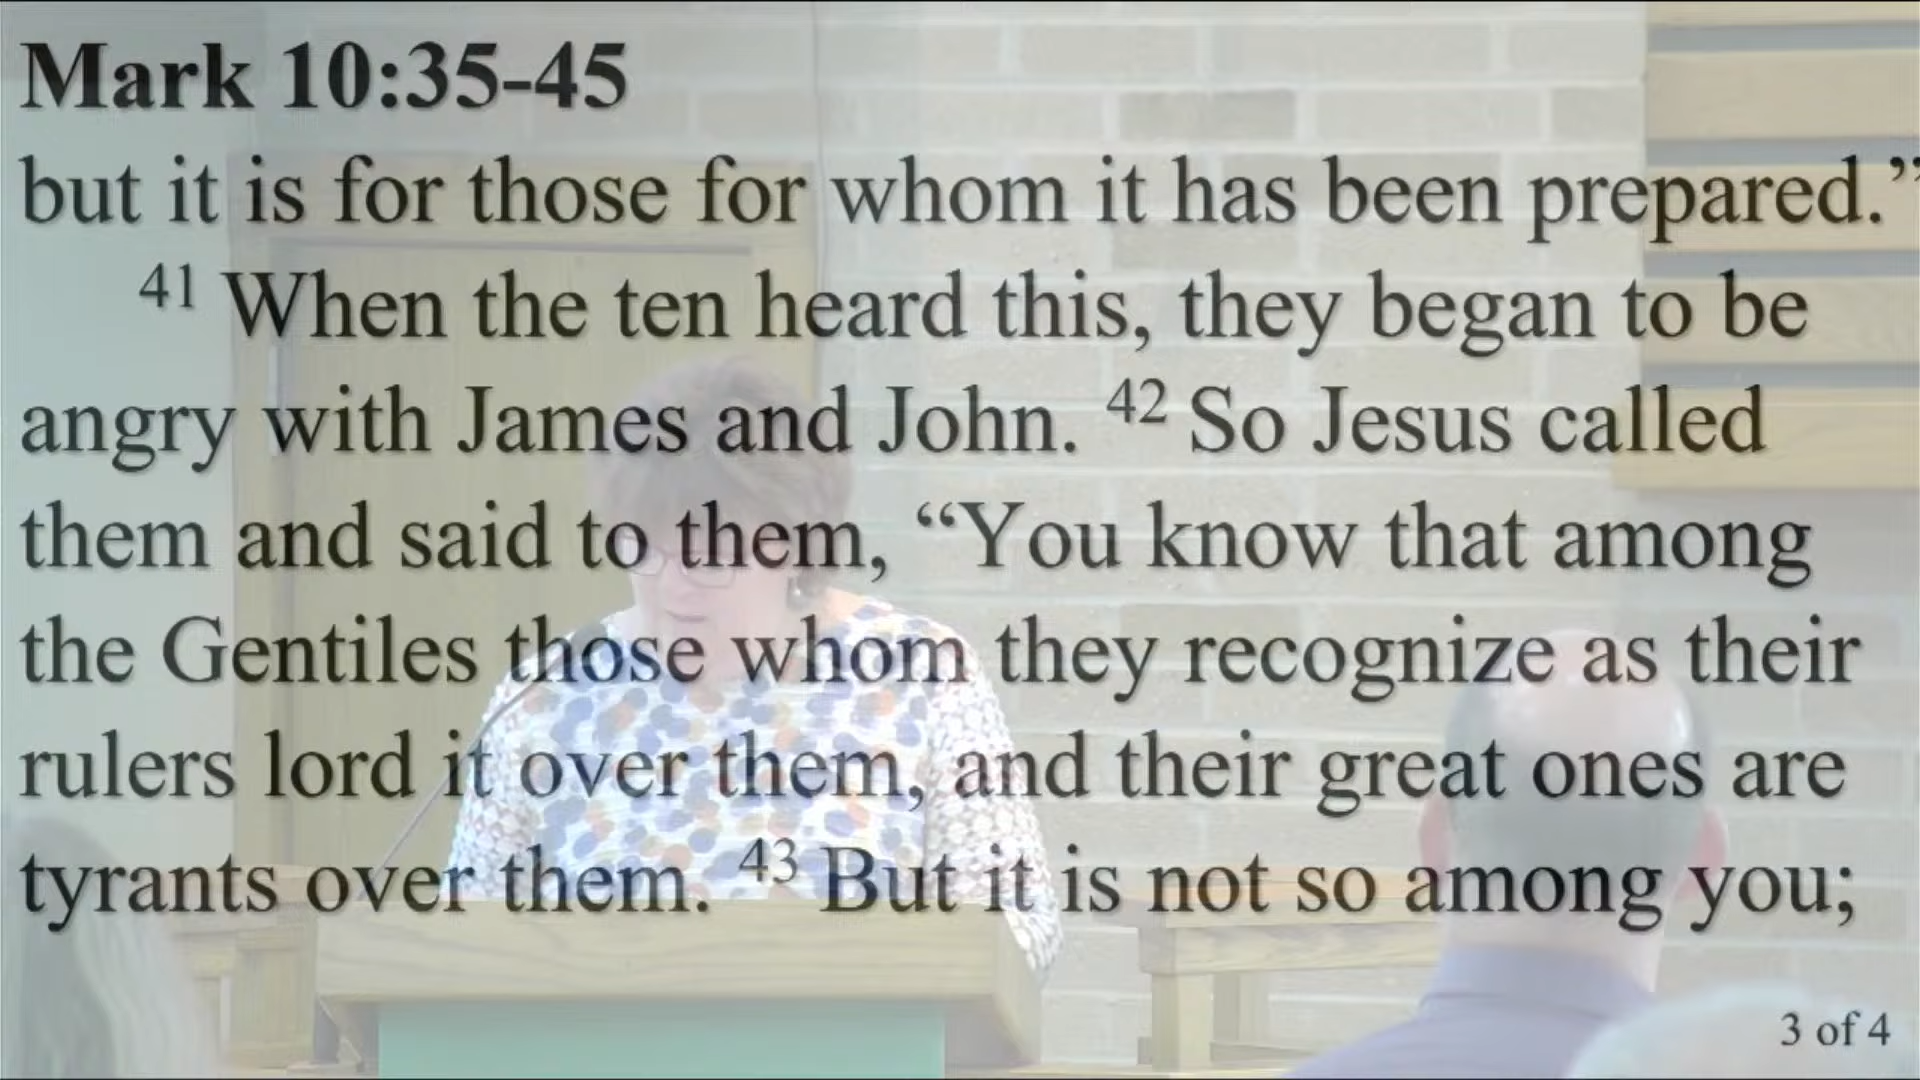 Mark 10:35-45
but it is for those for whom it has been prepared.”
41 When the ten heard this, they began to be
angry with James and John. 42 So Jesus called
them and said to them, “You know that among
the Gentiles those whom they recognize as their
rulers lord it over them, and their great ones are
tyrants over them. 43 But it is not so among you;
3 of 4